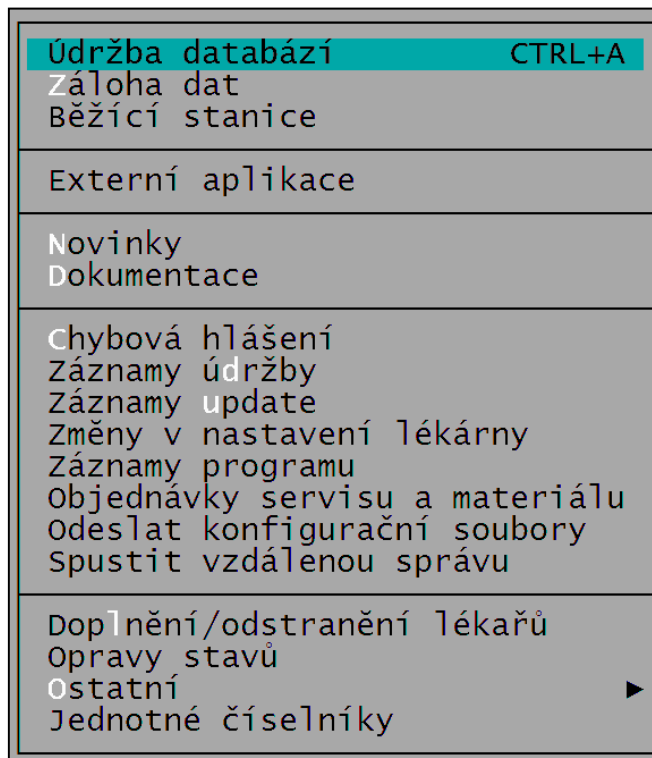 Údržba databází CTRL+A
Záloha dat
Běžící stanice
Externí aplikace
Novinky
Dokumentace
Chybová hlášení
Záznamy údržby
Záznamy update
Změny v nastavení lékárny
Záznamy programu
Objednávky servisu a materiálu
Odeslat konfigurační soubory
Spustit vzdálenou správu
Doplnění/odstranění lékařů
Opravy stavů
Ostatní ►
Jednotné číselníky